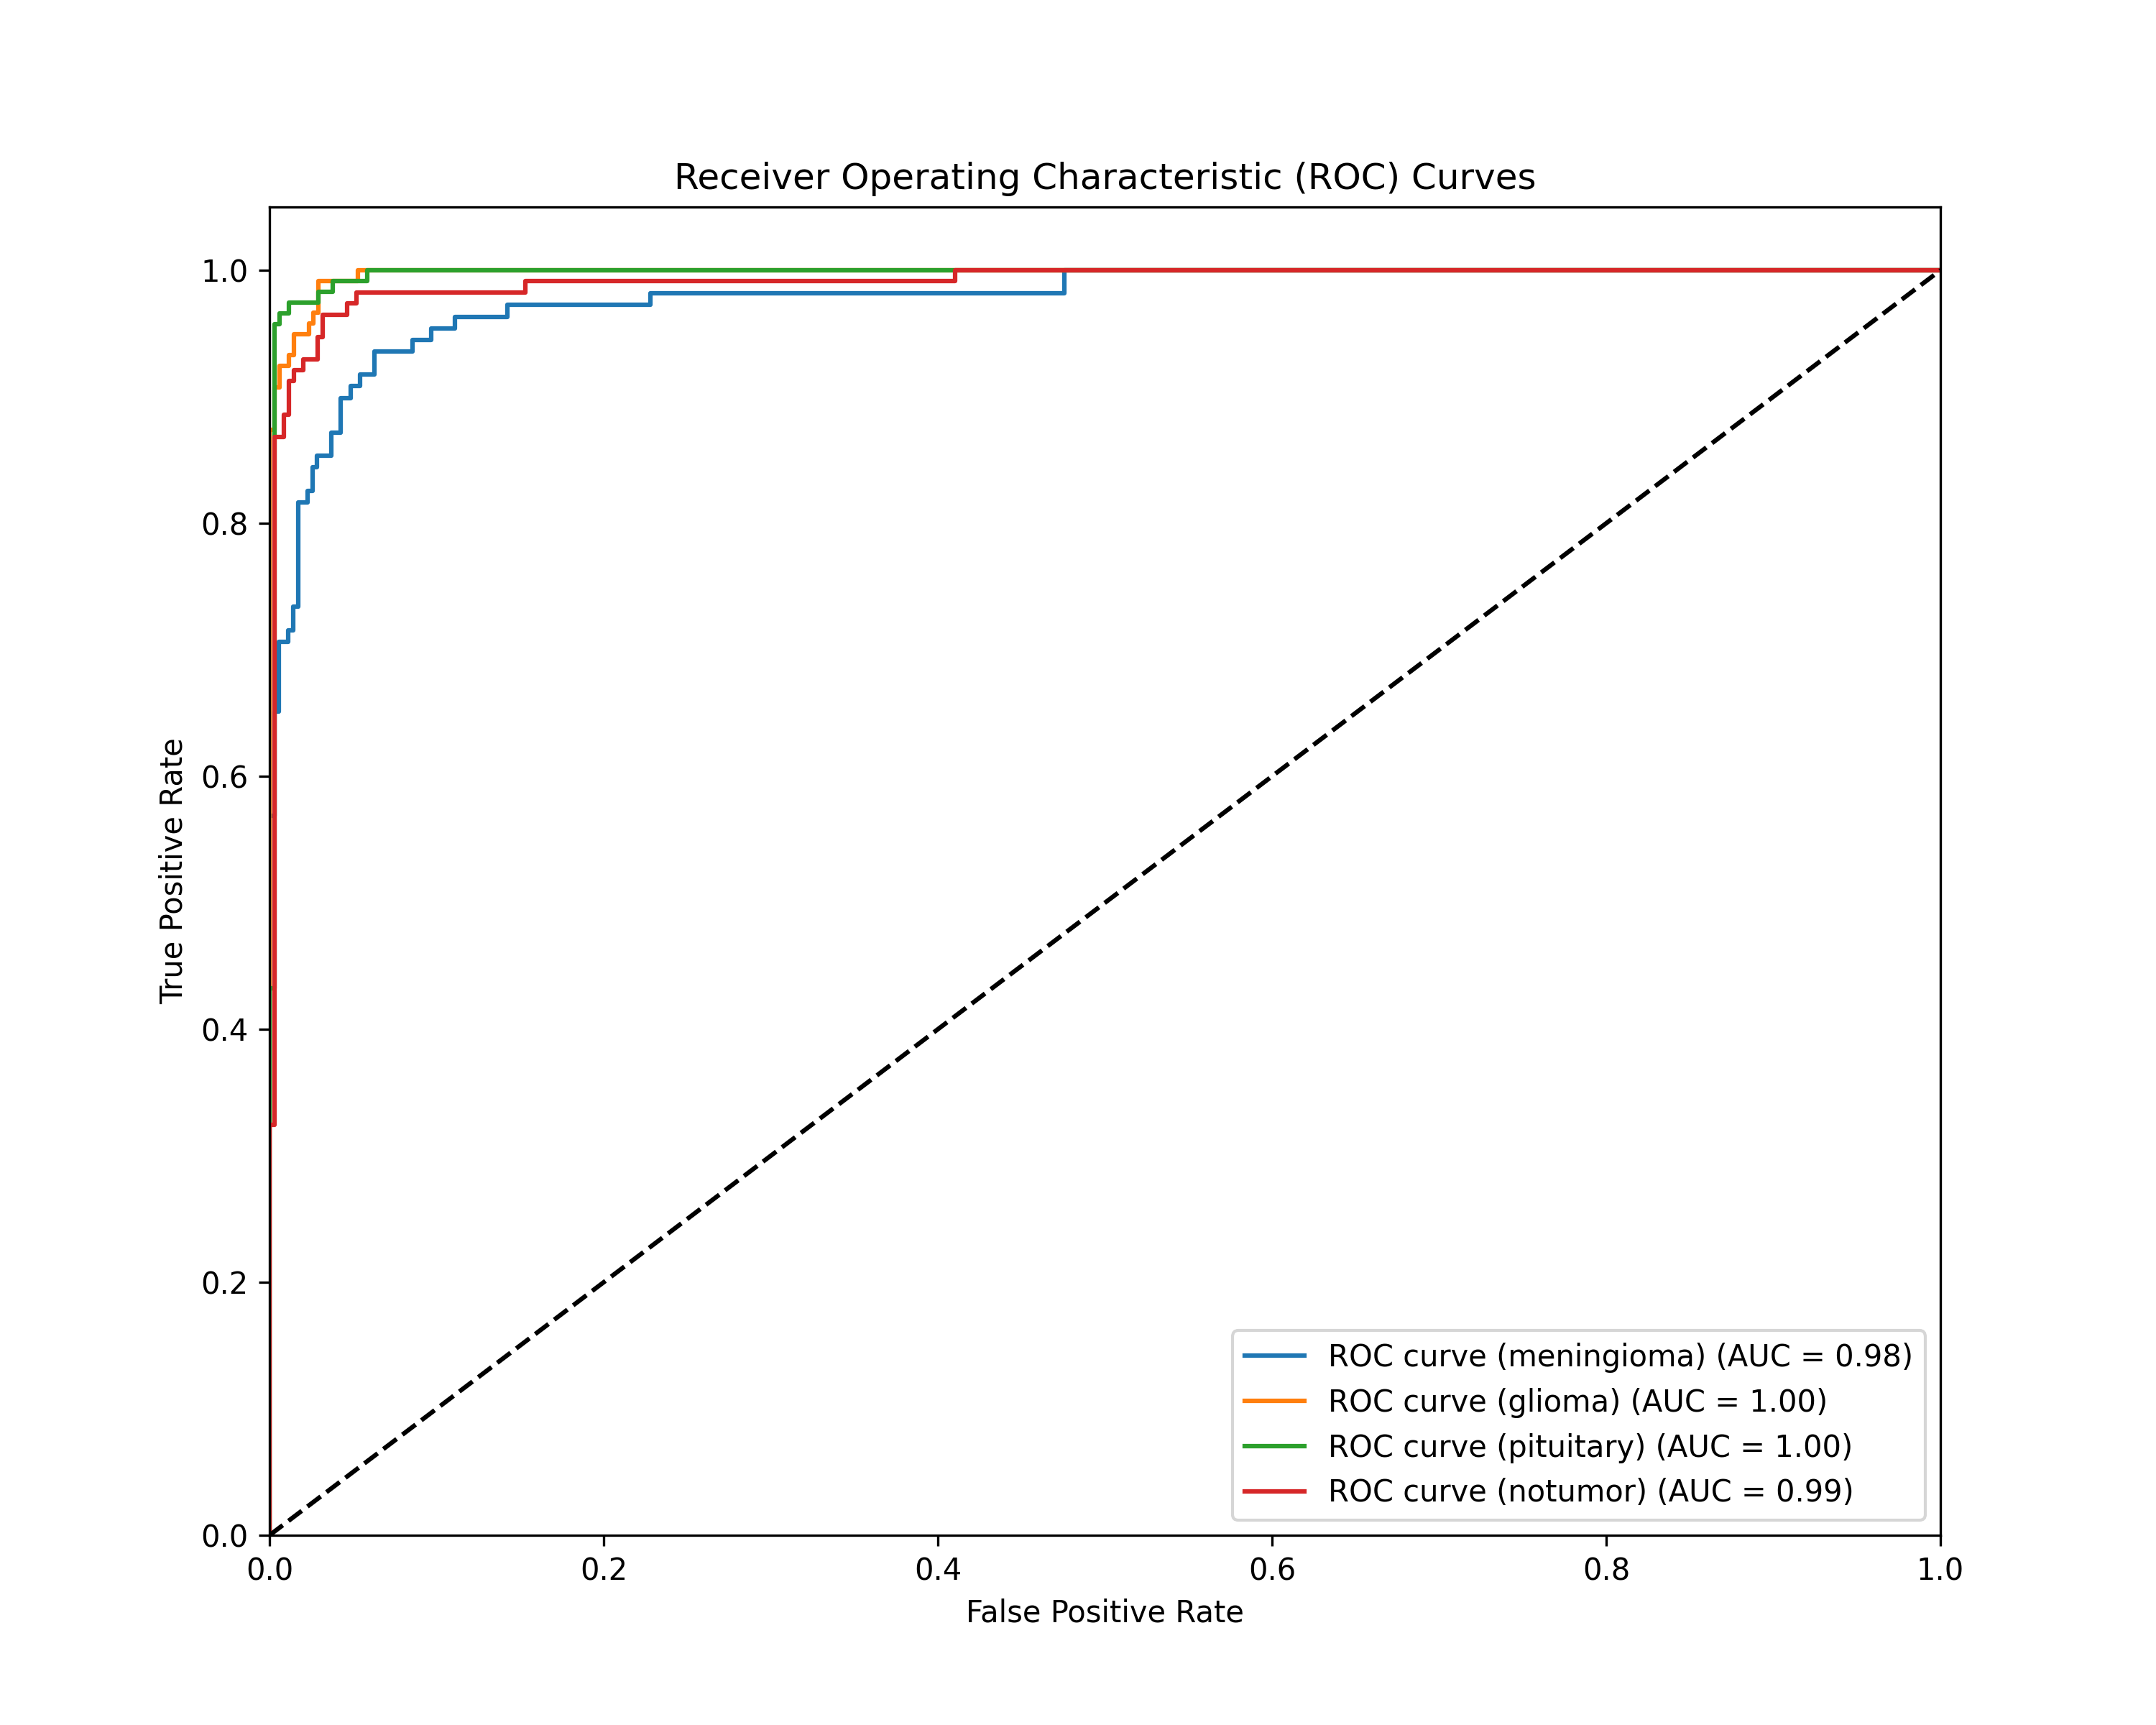 Receiver Operating Characteristic (ROC) Curves
1.0
0.8
0.6
0.4
0.2
0.0
True Positive Rate
0.0 0.2 0.4 0.6 0.8 1.0
False Positive Rate
ROC curve (meningioma) (AUC = 0.98)
ROC curve (glioma) (AUC = 1.00)
ROC curve (pituitary) (AUC = 1.00)
ROC curve (notumor) (AUC = 0.99)